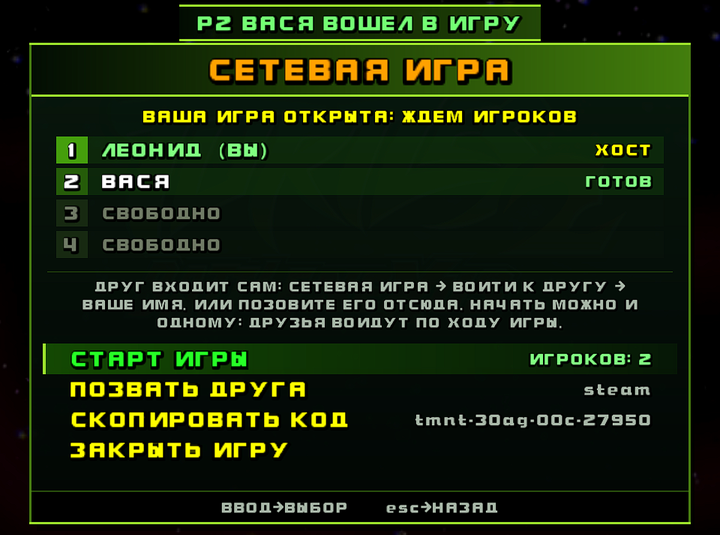 P2 ВАСЯ ВОШЕЛ В ИГРУ
СЕТЕВАЯ ИГРА
ВАША ИГРА ОТКРЫТА: ЖДЕМ ИГРОКОВ
1 ЛЕОНИД (ВЫ) ХОСТ
2 ВАСЯ ГОТОВ
3 СВОБОДНО
4 СВОБОДНО
ДРУГ ВХОДИТ САМ: СЕТЕВАЯ ИГРА → ВОЙТИ К ДРУГУ →
ВАШЕ ИМЯ. ИЛИ ПОЗОВИТЕ ЕГО ОТСЮДА. НАЧАТЬ МОЖНО И
ОДНОМУ: ДРУЗЬЯ ВОЙДУТ ПО ХОДУ ИГРЫ.
СТАРТ ИГРЫ ИГРОКОВ: 2
ПОЗВАТЬ ДРУГА steam
СКОПИРОВАТЬ КОД tmnt-30ag-00c-27950
ЗАКРЫТЬ ИГРУ
ВВОД→ВЫБОР esc→НАЗАД